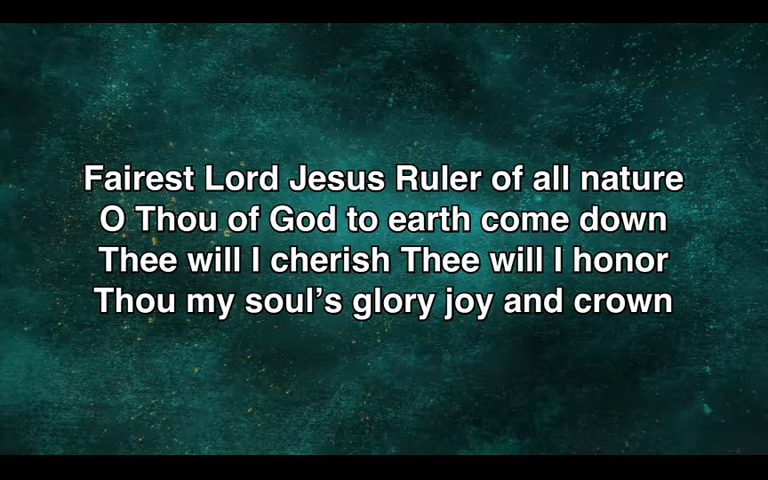 Fairest Lord Jesus Ruler of all nature
O Thou of God to earth come down
Thee will I cherish Thee will I honor
Thou my soul’s glory joy and crown